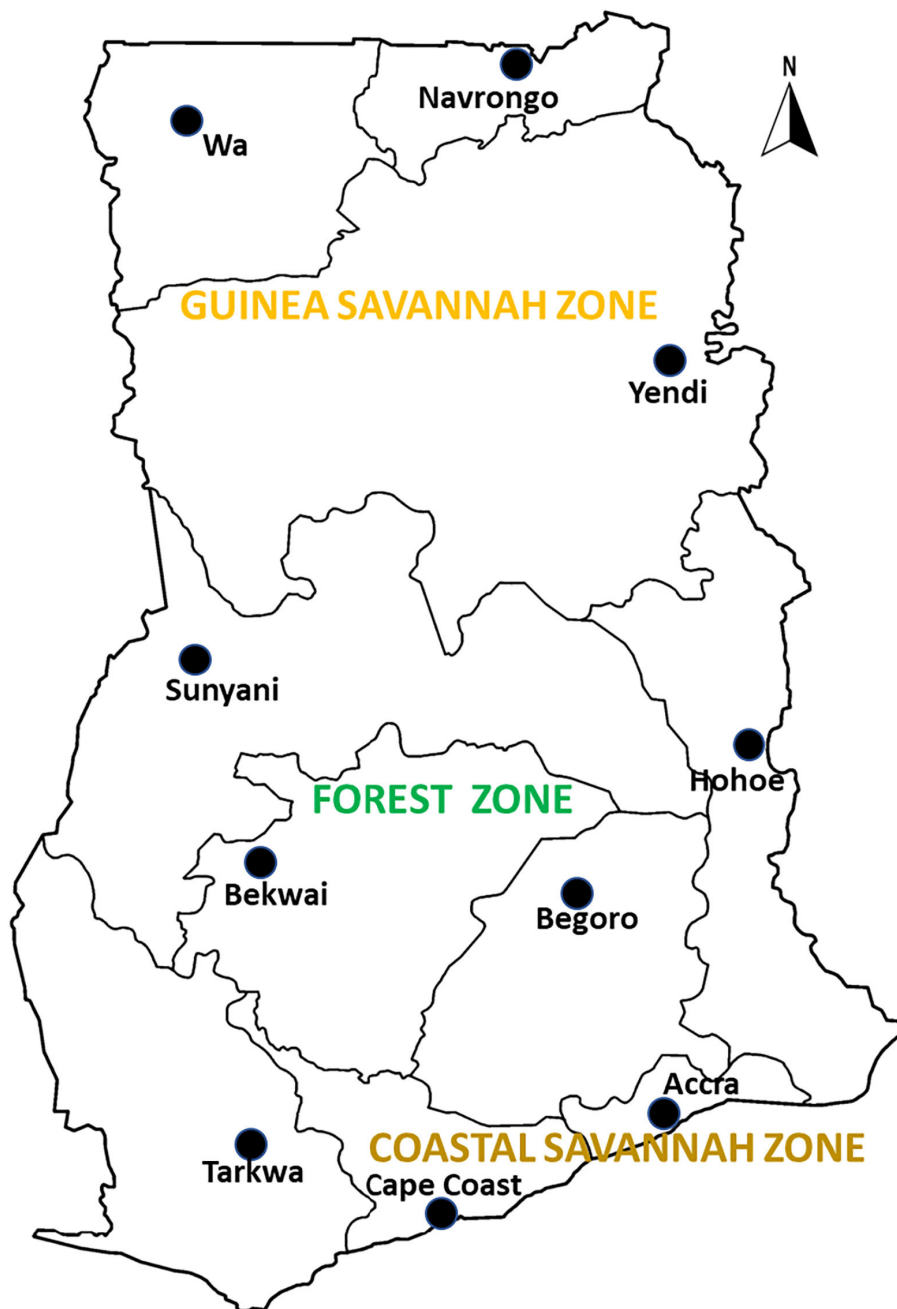 N
Navrongo
Wa
GUINEA SAVANNAH ZONE
Yendi
Sunyani
Hohoe
FOREST ZONE
Bekwai
Begoro
Accra
COASTAL SAVANNAH ZONE
Tarkwa
Cape Coast